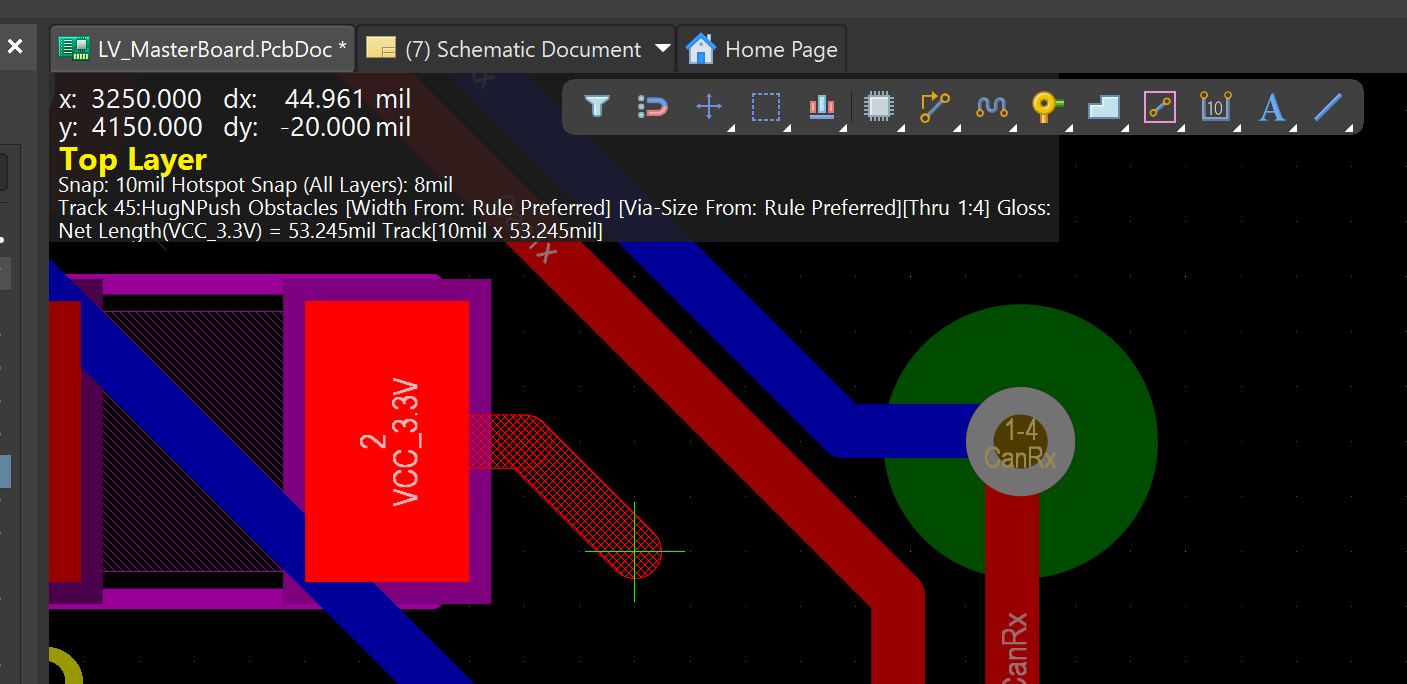 LV_MasterBoard.PcbDoc * (7) Schematic Document Home Page
x: 3250.000 dx: 44.961 mil
y: 4150.000 dy: -20.000 mil
Top Layer
Snap: 10mil Hotspot Snap (All Layers): 8mil
Track 45:HugNPush Obstacles [Width From: Rule Preferred] [Via-Size From: Rule Preferred][Thru 1:4] Gloss:
Net Length(VCC_3.3V) = 53.245mil Track[10mil x 53.245mil]
10
A
2
VCC_3.3V
1-4
CanRx
CanRx